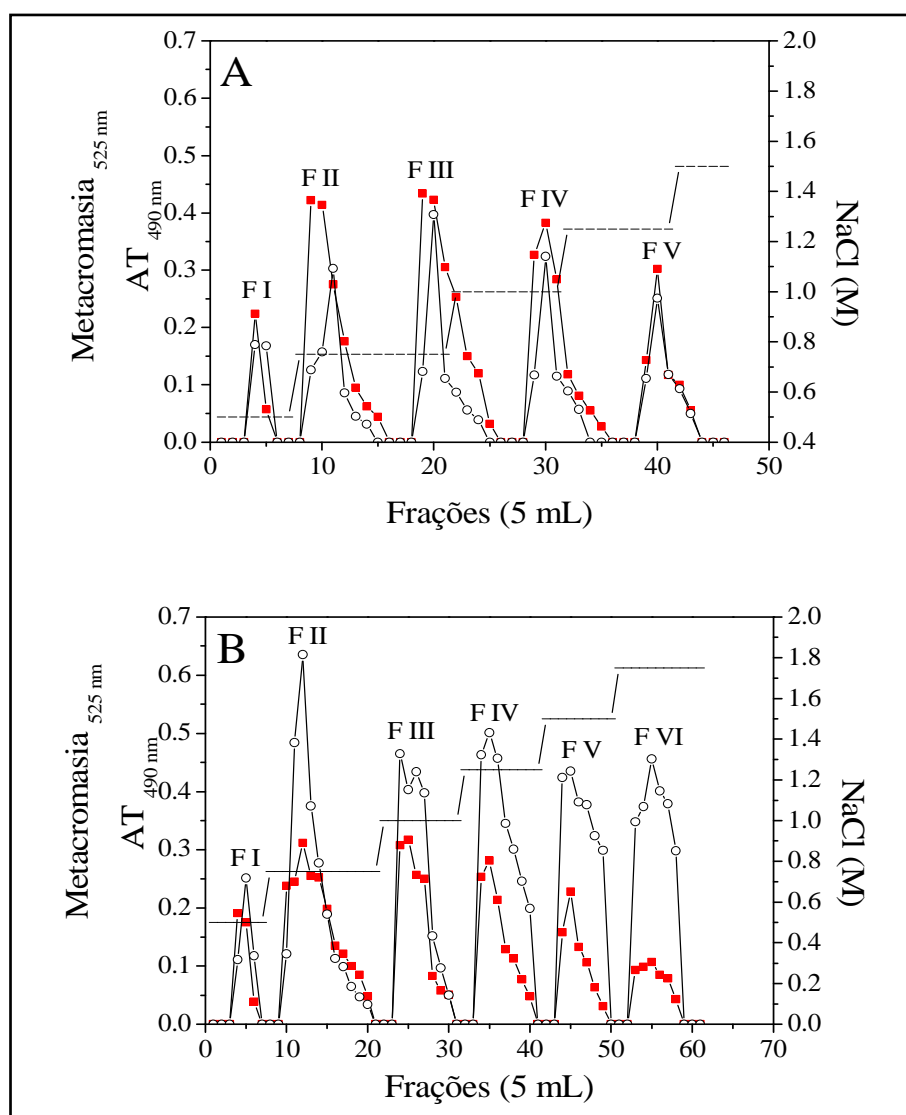 A
0.7
0.6
0.5
0.4
0.3
0.2
0.1
0.0
Metacromasia 525 nm
AT 490 nm
F I
F II
F III
F IV
F V
2.0
1.8
1.6
1.4
1.2
1.0
0.8
0.6
0.4
NaCl (M)
0
10
20
30
40
50
Frações (5 mL)
B
0.7
0.6
0.5
0.4
0.3
0.2
0.1
0.0
Metacromasia 525 nm
AT 490 nm
F I
F II
F III
F IV
F V
F VI
2.0
1.8
1.6
1.4
1.2
1.0
0.8
0.6
0.4
0.2
0.0
NaCl (M)
0
10
20
30
40
50
60
70
Frações (5 mL)